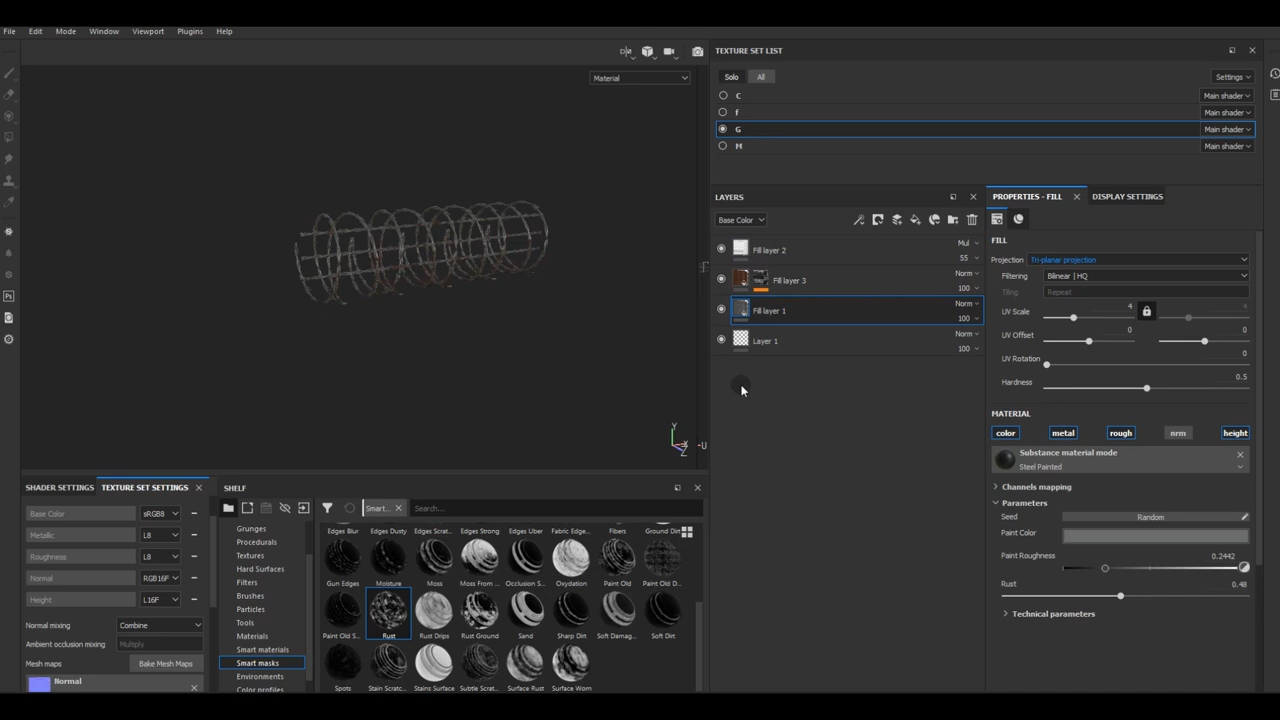 File Edit Mode Window Viewport Plugins Help
Material
TEXTURE SET LIST
Solo All Settings
C Main shader
f Main shader
G Main shader
M Main shader
LAYERS
Base Color
Fill layer 2 Mul 55
Fill layer 3 Norm 100
Fill layer 1 Norm 100
Layer 1 Norm 100
PROPERTIES - FILL DISPLAY SETTINGS
FILL
Projection Tri-planar projection
Filtering Bilinear | HQ
Tiling Repeat
UV Scale 4 4
UV Offset 0 0
UV Rotation 0
Hardness 0.5
MATERIAL
color metal rough nrm height
Substance material mode
Steel Painted
Channels mapping
Parameters
Seed Random
Paint Color
Paint Roughness 0.2442
Rust 0.48
Technical parameters
Y
Z
-U
SHADER SETTINGS TEXTURE SET SETTINGS
Base Color sRGB8
Metallic L8
Roughness L8
Normal RGB16F
Height L16F
Normal mixing Combine
Ambient occlusion mixing Multiply
Mesh maps Bake Mesh Maps
Normal
SHELF
Smart... Search...
Grunges
Procedurals
Textures
Hard Surfaces
Filters
Brushes
Particles
Tools
Materials
Smart materials
Smart masks
Environments
Color profiles
Edges Blur Edges Dusty Edges Scrat... Edges Strong Edges Uber Fabric Edge... Fibers Ground Dirt
Gun Edges Moisture Moss Moss From ... Occlusion S... Oxydation Paint Old Paint Old D...
Paint Old S... Rust Rust Drips Rust Ground Sand Sharp Dirt Soft Damag... Soft Dirt
Spots Stain Scratc... Stains Surface Subtle Scrat... Surface Rust Surface Worn
Ps